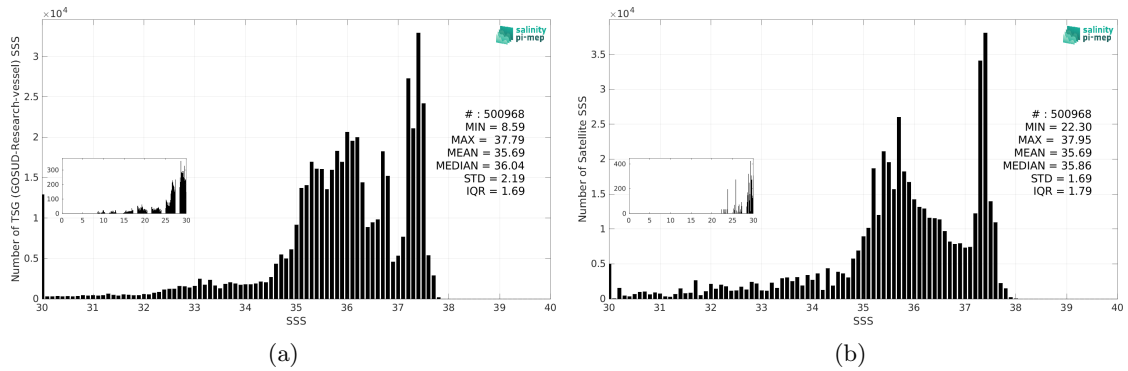 ×10⁴
salinity
pi-mep
Number of TSG (GOSUD-Research-vessel) SSS
# : 500968
MIN = 8.59
MAX = 37.79
MEAN = 35.69
MEDIAN = 36.04
STD = 2.19
IQR = 1.69
3
2.5
2
1.5
1
0.5
0
300
200
100
0
0 5 10 15 20 25 30
30 31 32 33 34 35 36 37 38 39 40
SSS
(a)
×10⁴
salinity
pi-mep
Number of Satellite SSS
# : 500968
MIN = 22.30
MAX = 37.95
MEAN = 35.69
MEDIAN = 35.86
STD = 1.69
IQR = 1.79
3.5
3
2.5
2
1.5
1
0.5
0
400
200
0
0 5 10 15 20 25 30
30 31 32 33 34 35 36 37 38 39 40
SSS
(b)